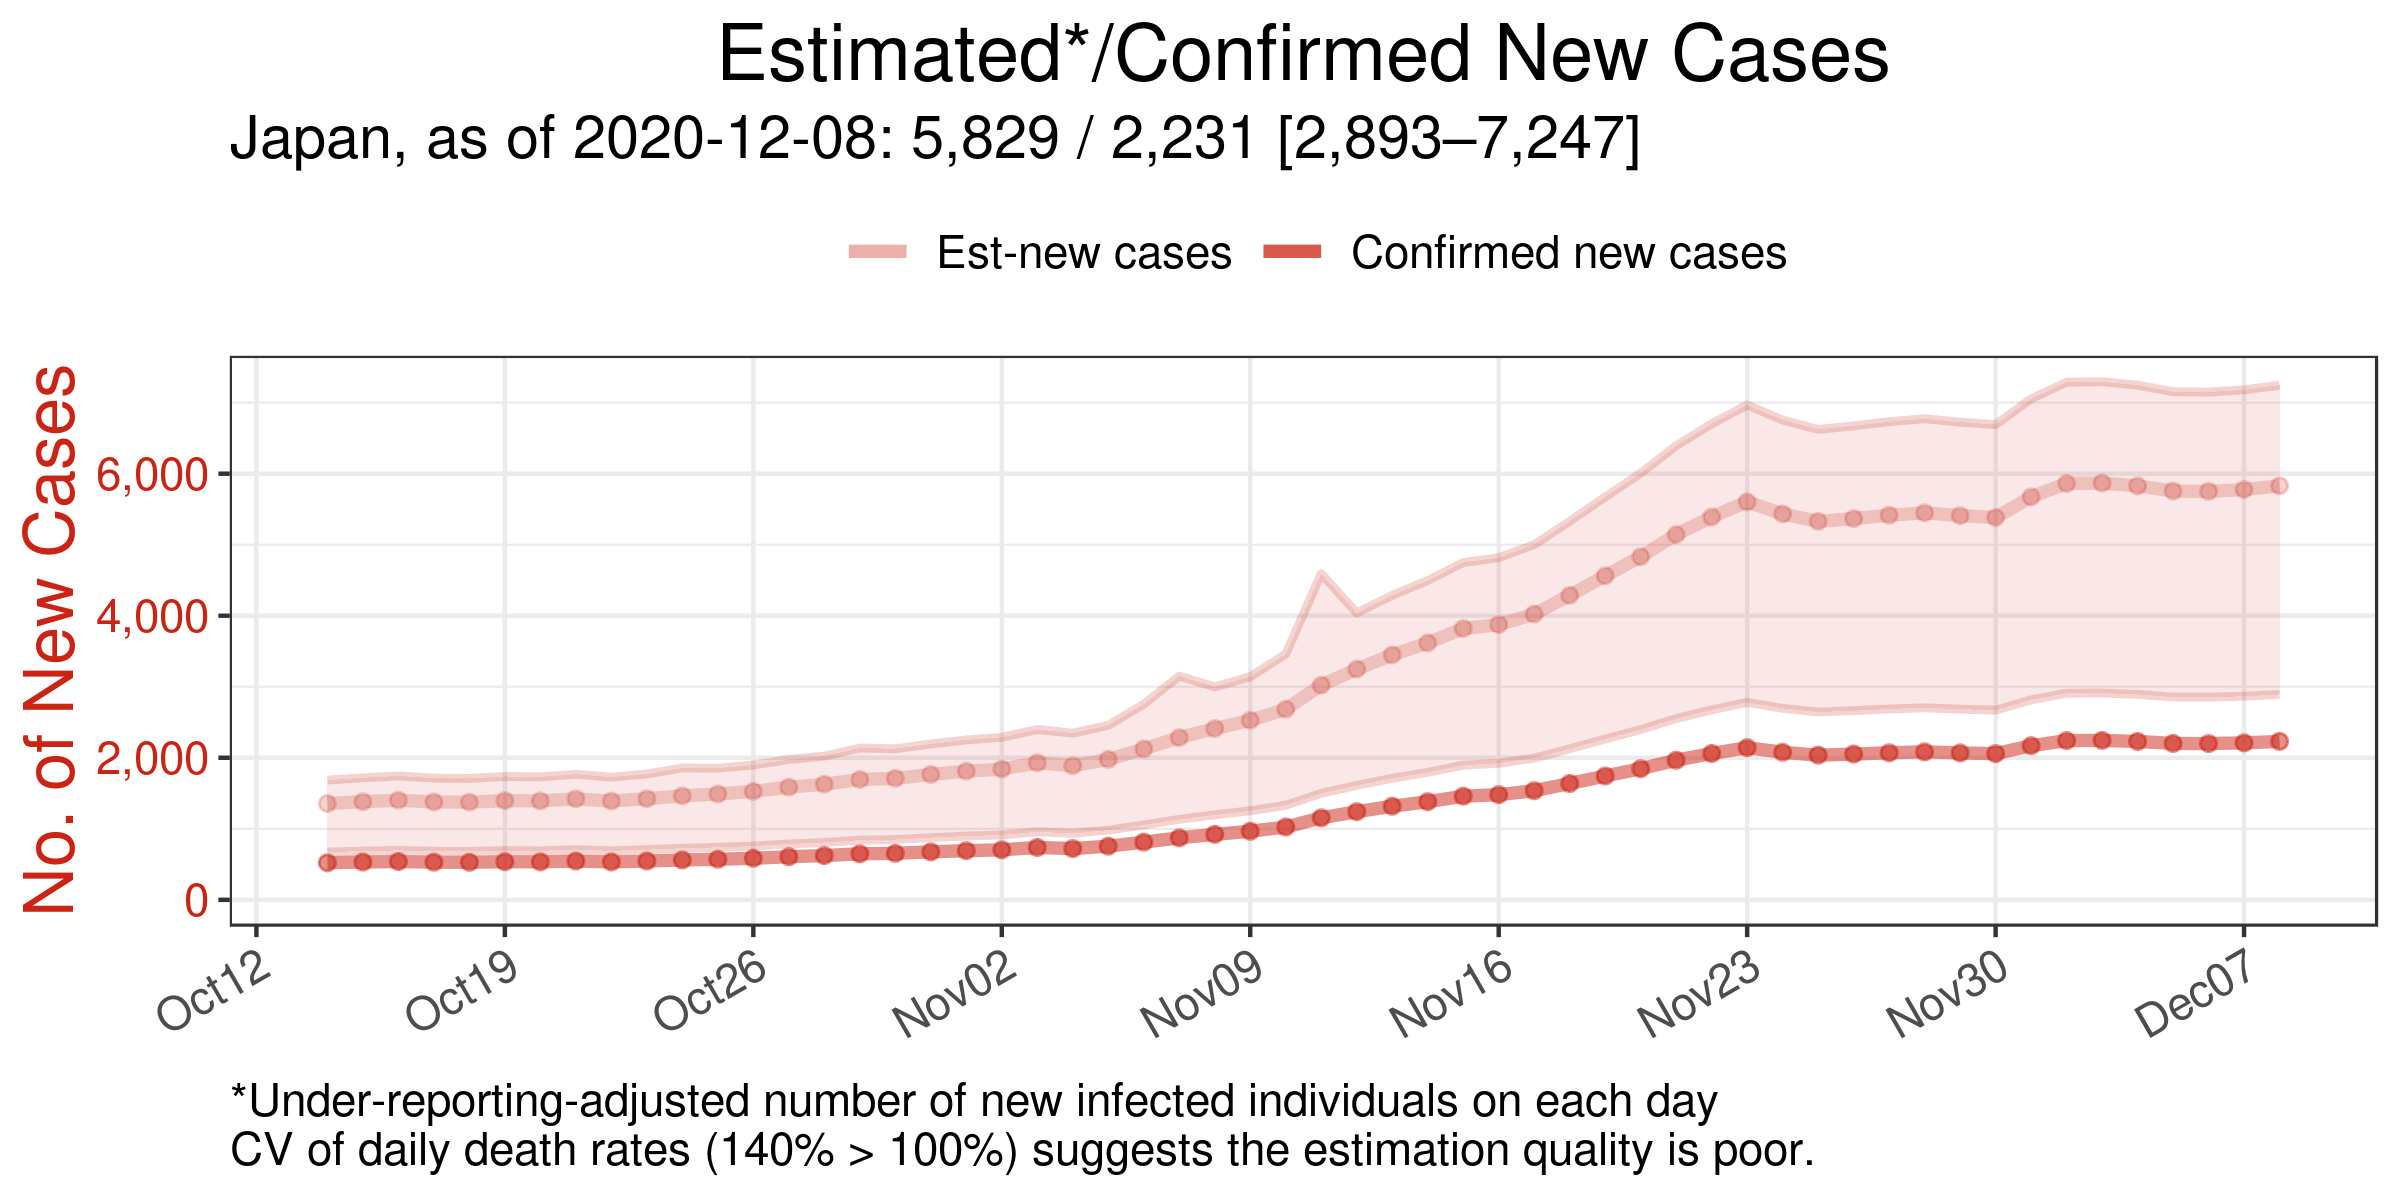 Estimated*/Confirmed New Cases
Japan, as of 2020-12-08: 5,829 / 2,231 [2,893–7,247]
Est-new cases
Confirmed new cases
No. of New Cases
6,000
4,000
2,000
0
Oct12
Oct19
Oct26
Nov02
Nov09
Nov16
Nov23
Nov30
Dec07
*Under-reporting-adjusted number of new infected individuals on each day
CV of daily death rates (140% > 100%) suggests the estimation quality is poor.